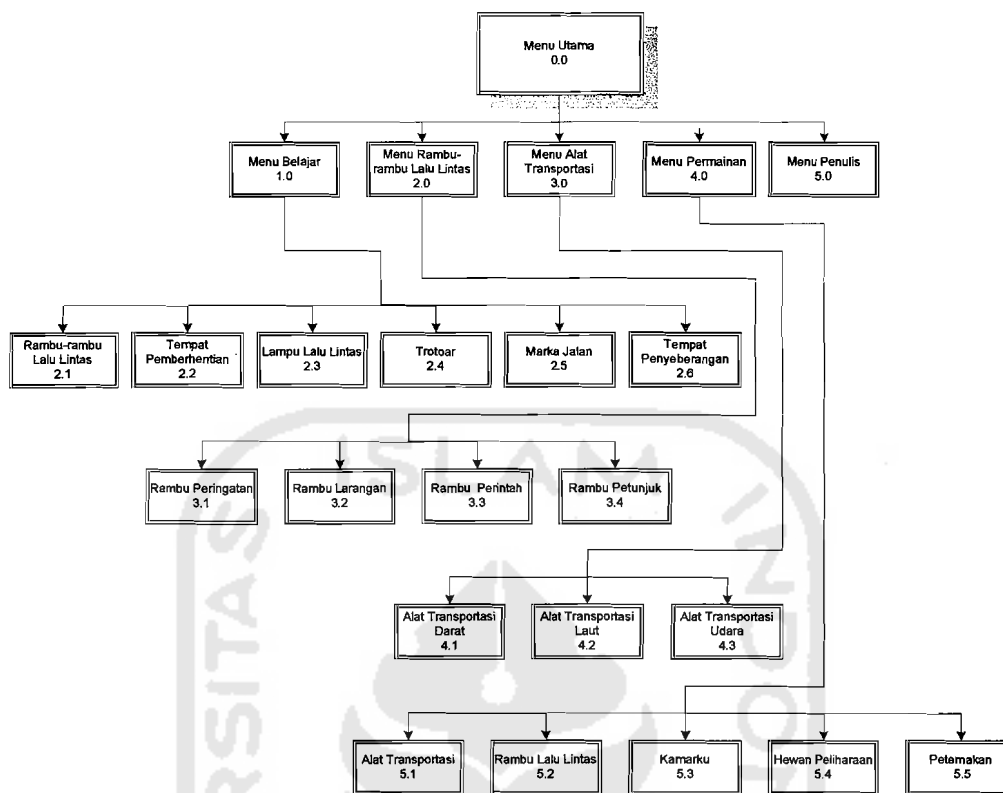 Menu Utama
0.0
Menu Belajar
1.0
Menu Rambu-
rambu Lalu Lintas
2.0
Menu Alat
Transportasi
3.0
Menu Permainan
4.0
Menu Penulis
5.0
Rambu-rambu
Lalu Lintas
2.1
Tempat
Pemberhentian
2.2
Lampu Lalu Lintas
2.3
Trotoar
2.4
Marka Jalan
2.5
Tempat
Penyeberangan
2.6
Rambu Peringatan
3.1
Rambu Larangan
3.2
Rambu Perintah
3.3
Rambu Petunjuk
3.4
Alat Transportasi
Darat
4.1
Alat Transportasi
Laut
4.2
Alat Transportasi
Udara
4.3
Alat Transportasi
5.1
Rambu Lalu Lintas
5.2
Kamarku
5.3
Hewan Peliharaan
5.4
Peternakan
5.5
ISLAM